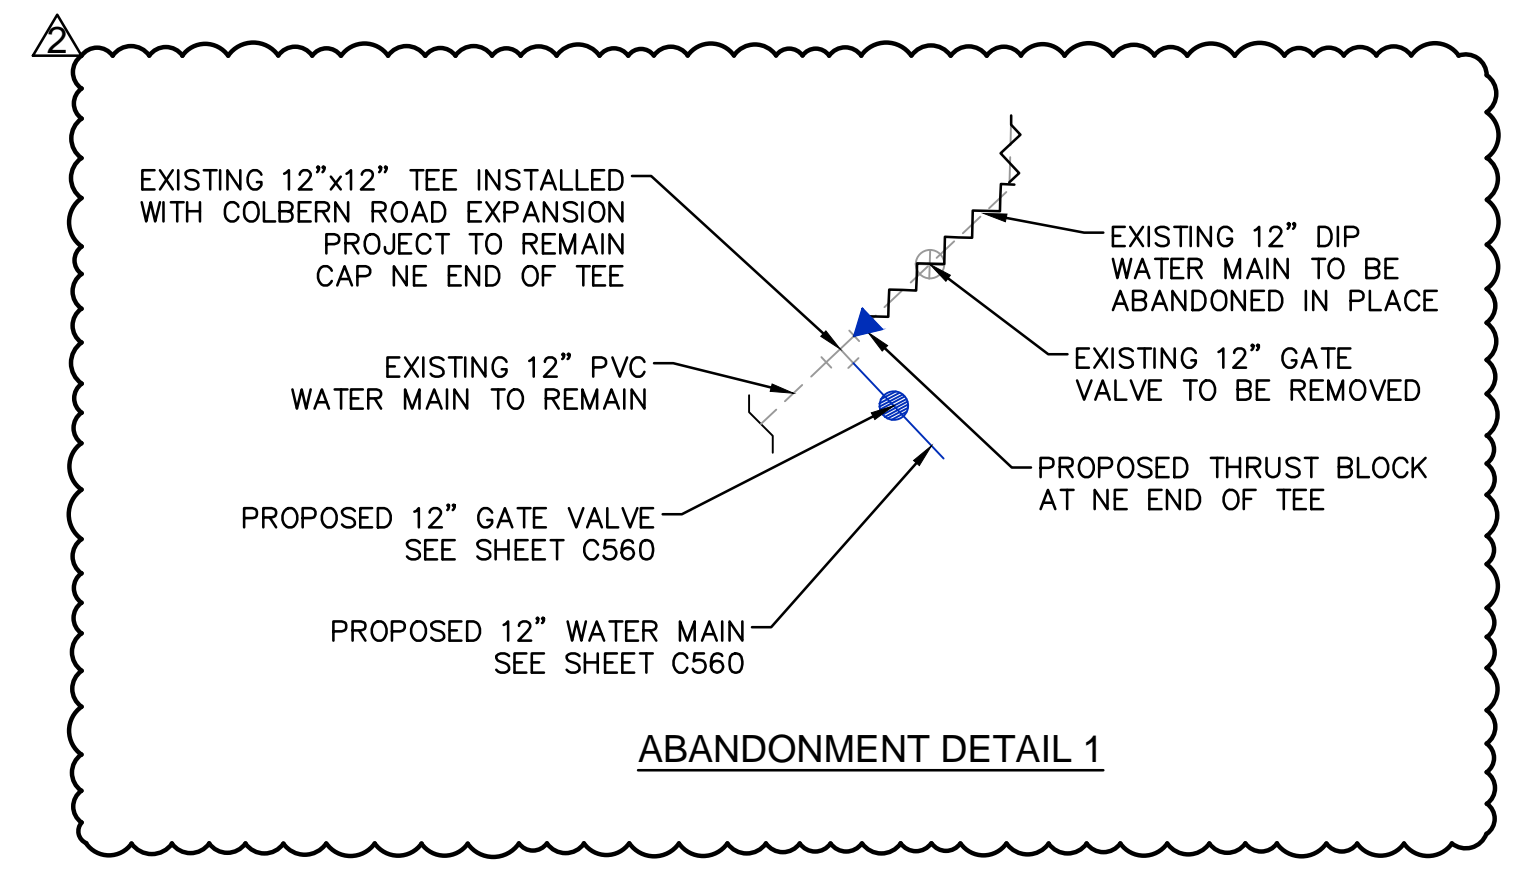 2
EXISTING 12"x12" TEE INSTALLED
WITH COLBERN ROAD EXPANSION
PROJECT TO REMAIN
CAP NE END OF TEE
EXISTING 12" DIP
WATER MAIN TO BE
ABANDONED IN PLACE
EXISTING 12" PVC
WATER MAIN TO REMAIN
EXISTING 12" GATE
VALVE TO BE REMOVED
PROPOSED THRUST BLOCK
AT NE END OF TEE
PROPOSED 12" GATE VALVE
SEE SHEET C560
PROPOSED 12" WATER MAIN
SEE SHEET C560
ABANDONMENT DETAIL 1